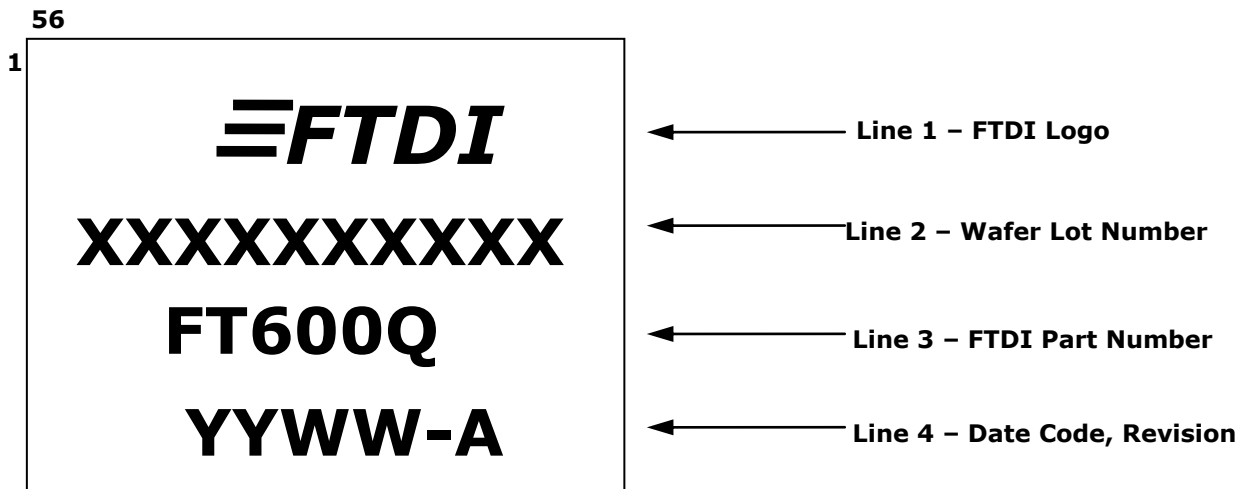 56
1
FTDI
Line 1 – FTDI Logo
XXXXXXXXXX
Line 2 – Wafer Lot Number
FT600Q
Line 3 – FTDI Part Number
YYWW-A
Line 4 – Date Code, Revision